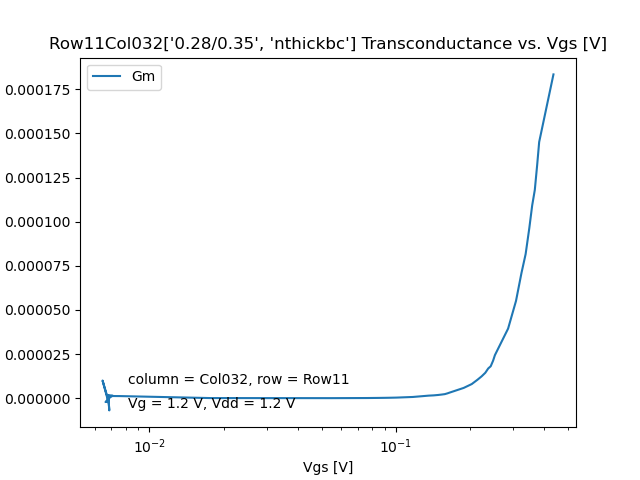 Row11Col032['0.28/0.35', 'nthickbc'] Transconductance vs. Vgs [V]
Gm
0.000175
0.000150
0.000125
0.000100
0.000075
0.000050
0.000025
0.000000
column = Col032, row = Row11
Vg = 1.2 V, Vdd = 1.2 V
10⁻² 10⁻¹
Vgs [V]